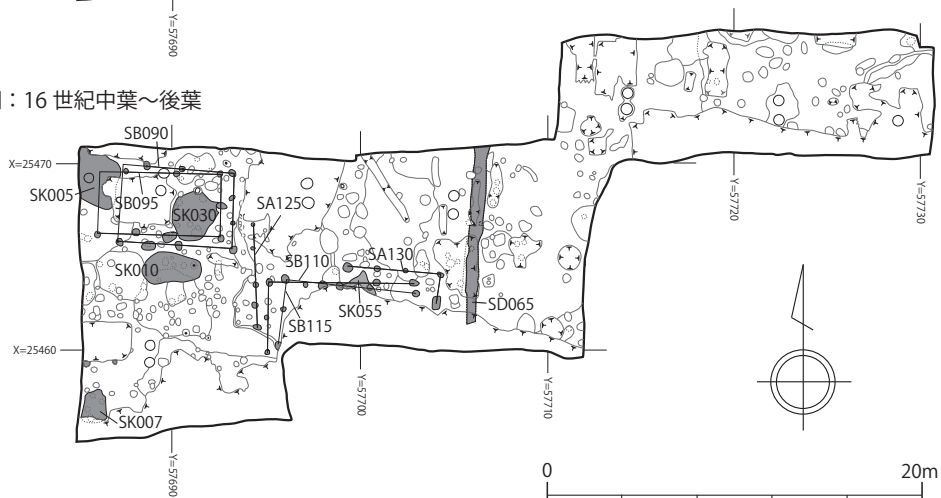 Y=57690
：16 世紀中葉～後葉
SB090
X=25470
Y=57720
Y=57730
SK005
SB095
SK030
SA125
SB110
SA130
SK010
SB115
SK055
SD065
X=25460
Y=57700
Y=57710
SK007
Y=57690
0
20m